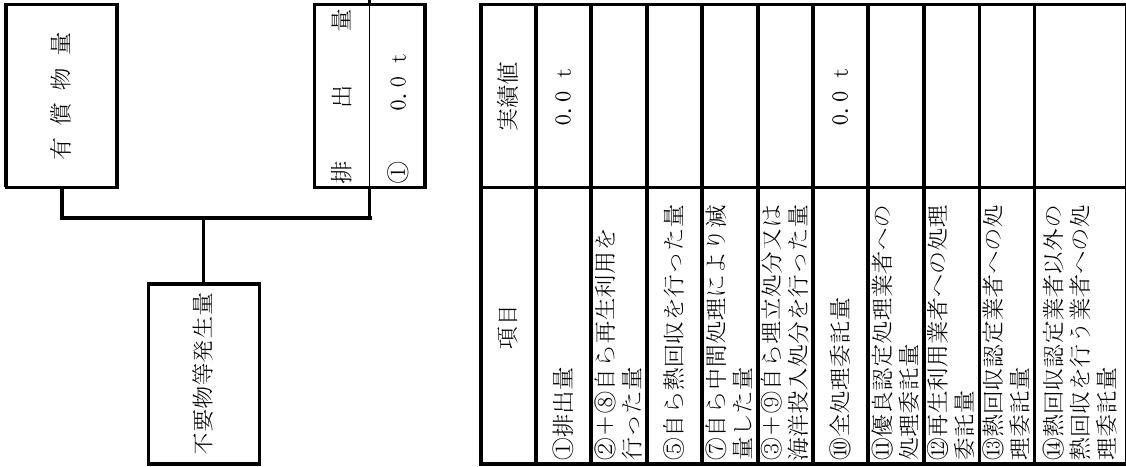 有償物量
排出量
① 0.0 t
不要物等発生量
項目
実績値
①排出量
0.0 t
②+⑧自ら再生利用を
行った量
⑤自ら熱回収を行った量
⑦自ら中間処理により減
量した量
③+⑨自ら埋立処分又は
海洋投入処分を行った量
⑩全処理委託量
0.0 t
⑪優良認定処理業者への
処理委託量
⑫再生利用業者への処理
委託量
⑬熱回収認定業者への処
理委託量
⑭熱回収認定業者以外の
熱回収を行う業者への処
理委託量